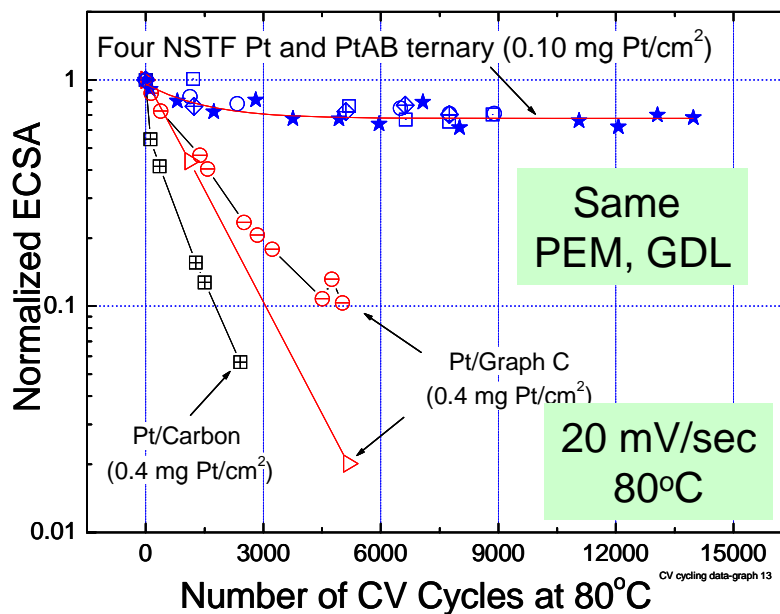 Four NSTF Pt and PtAB ternary (0.10 mg Pt/cm²)
1
Same
PEM, GDL
Normalized ECSA
0.1
Pt/Graph C
(0.4 mg Pt/cm²)
Pt/Carbon
(0.4 mg Pt/cm²)
20 mV/sec
80°C
0.01
0 3000 6000 9000 12000 15000
CV cycling data-graph 13
Number of CV Cycles at 80°C